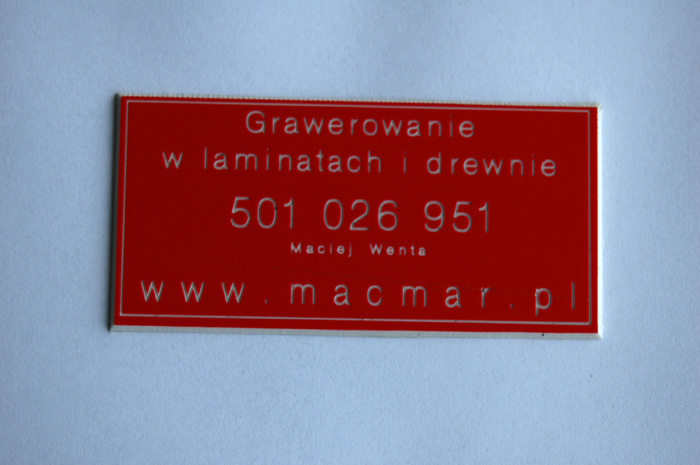 Grawerowanie
w laminatach i drewnie
501 026 951
Maciej Wenta
www.macmar.pl